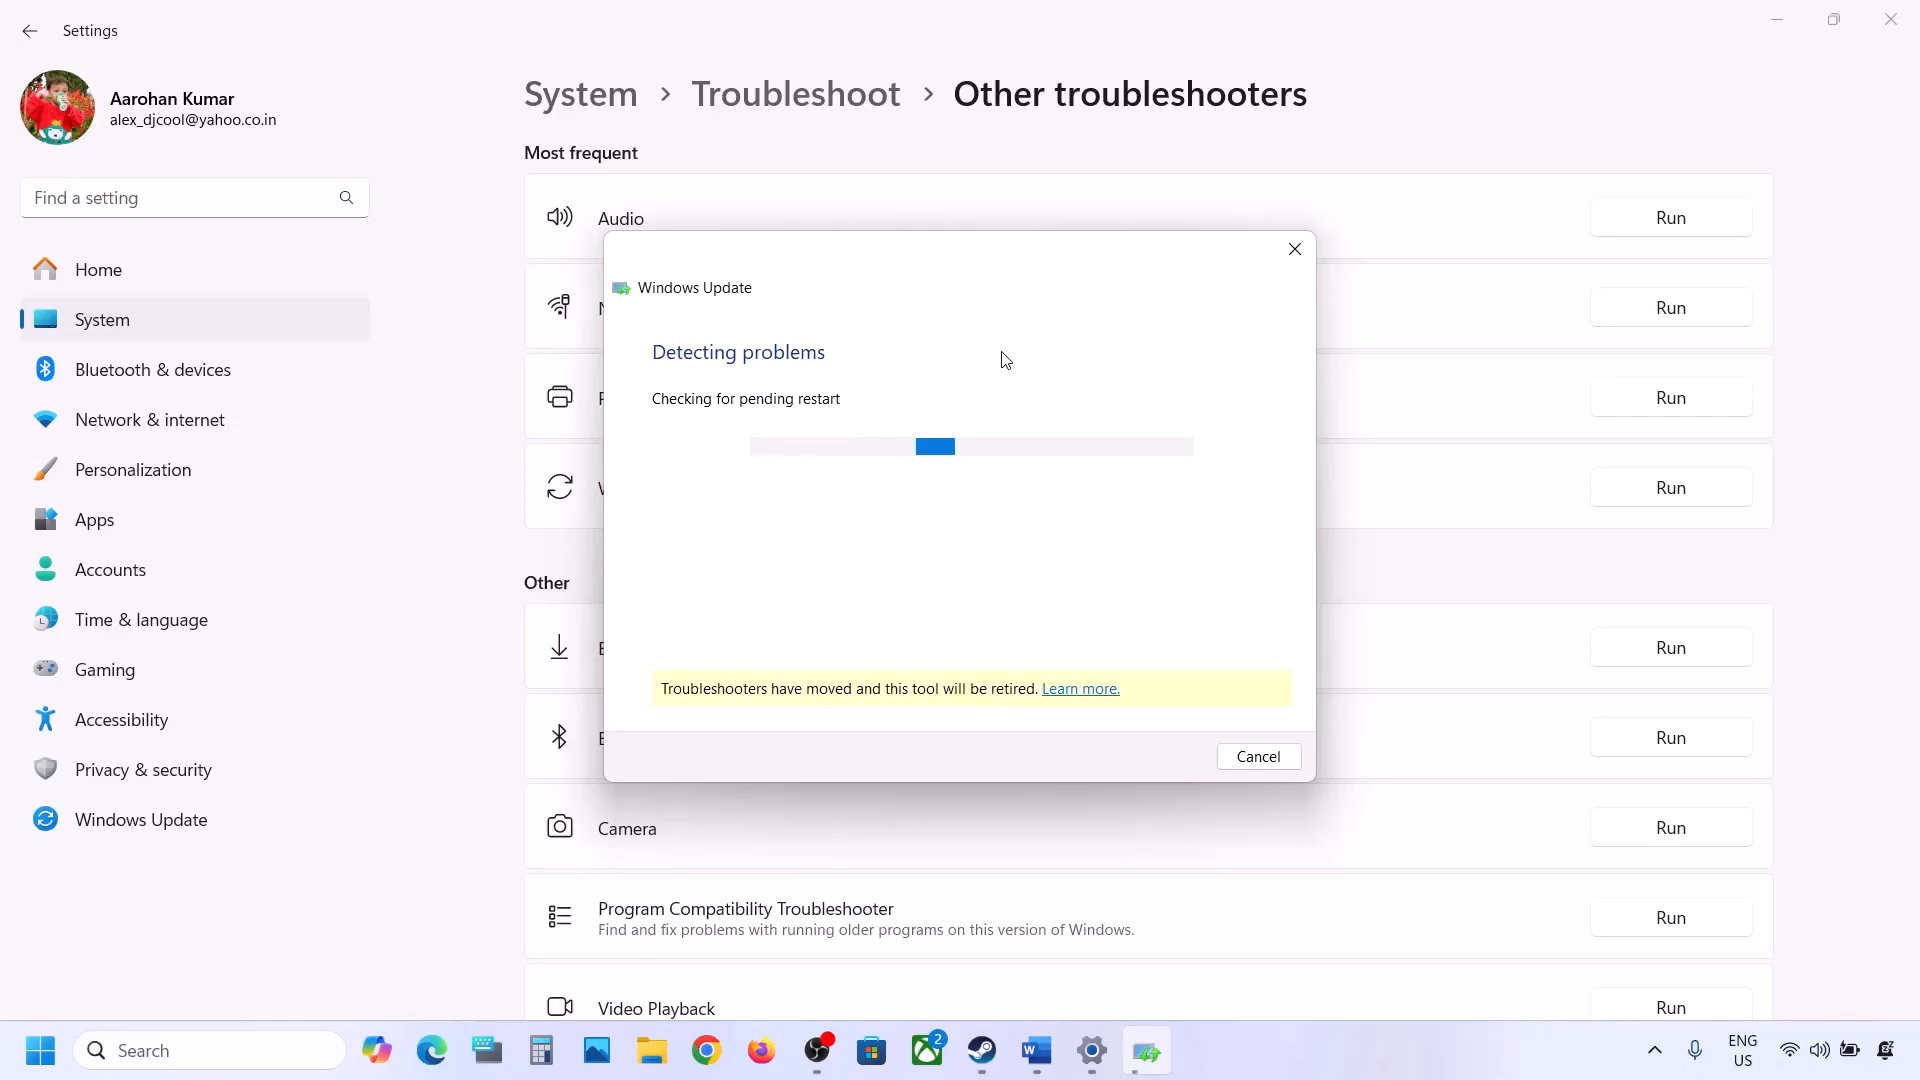 Settings
Aarohan Kumar
alex_djcool@yahoo.co.in
Find a setting
Home
System
Bluetooth & devices
Network & internet
Personalization
Apps
Accounts
Time & language
Gaming
Accessibility
Privacy & security
Windows Update
System > Troubleshoot > Other troubleshooters
Most frequent
Audio
Run
Run
Run
Run
Windows Update
Detecting problems
Checking for pending restart
Troubleshooters have moved and this tool will be retired. Learn more.
Cancel
Other
Run
Run
Camera
Run
Program Compatibility Troubleshooter
Find and fix problems with running older programs on this version of Windows.
Run
Video Playback
Run
Search
2
ENG
US